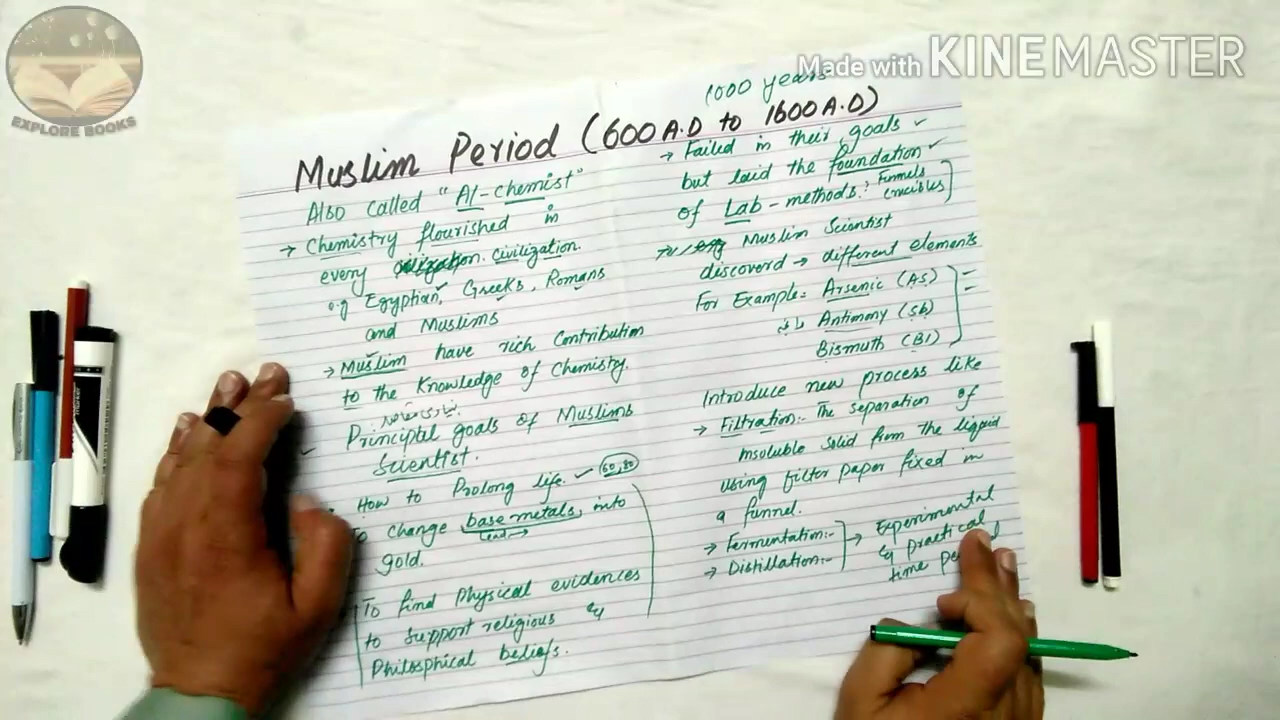 EXPLORE BOOKS
Made with KINEMASTER
1000 years
Muslim Period (600 A.D to 1600 A.D)
Also called "Al-chemist"
→ Chemistry flourished in
every civilization.
e.g Egyptian, Greeks, Romans
and Muslims
→ Muslim have rich Contribution
to the Knowledge of Chemistry.
Principlal goals of Muslims
Scientist.
How to Prolong life. ✓ 60,80
To change base metals into
lead →
gold.
To find Physical evidences
to support religious &
Philosphical beliefs.
→ Failed in their goals ✓
but laid the foundation ✓
of Lab-methods: Funnels
crucibles
Muslim Scientist
discoverd → different elements
For Example: Arsenic (AS)
Antimony (Sb)
Bismuth (BI)
Introduce new process like
→ Filtration:- The separation of
insoluble solid from the liquid
using filter paper fixed in
a funnel.
→ Fermentation:-
→ Distillation:-
→ Experimental
& practical
time